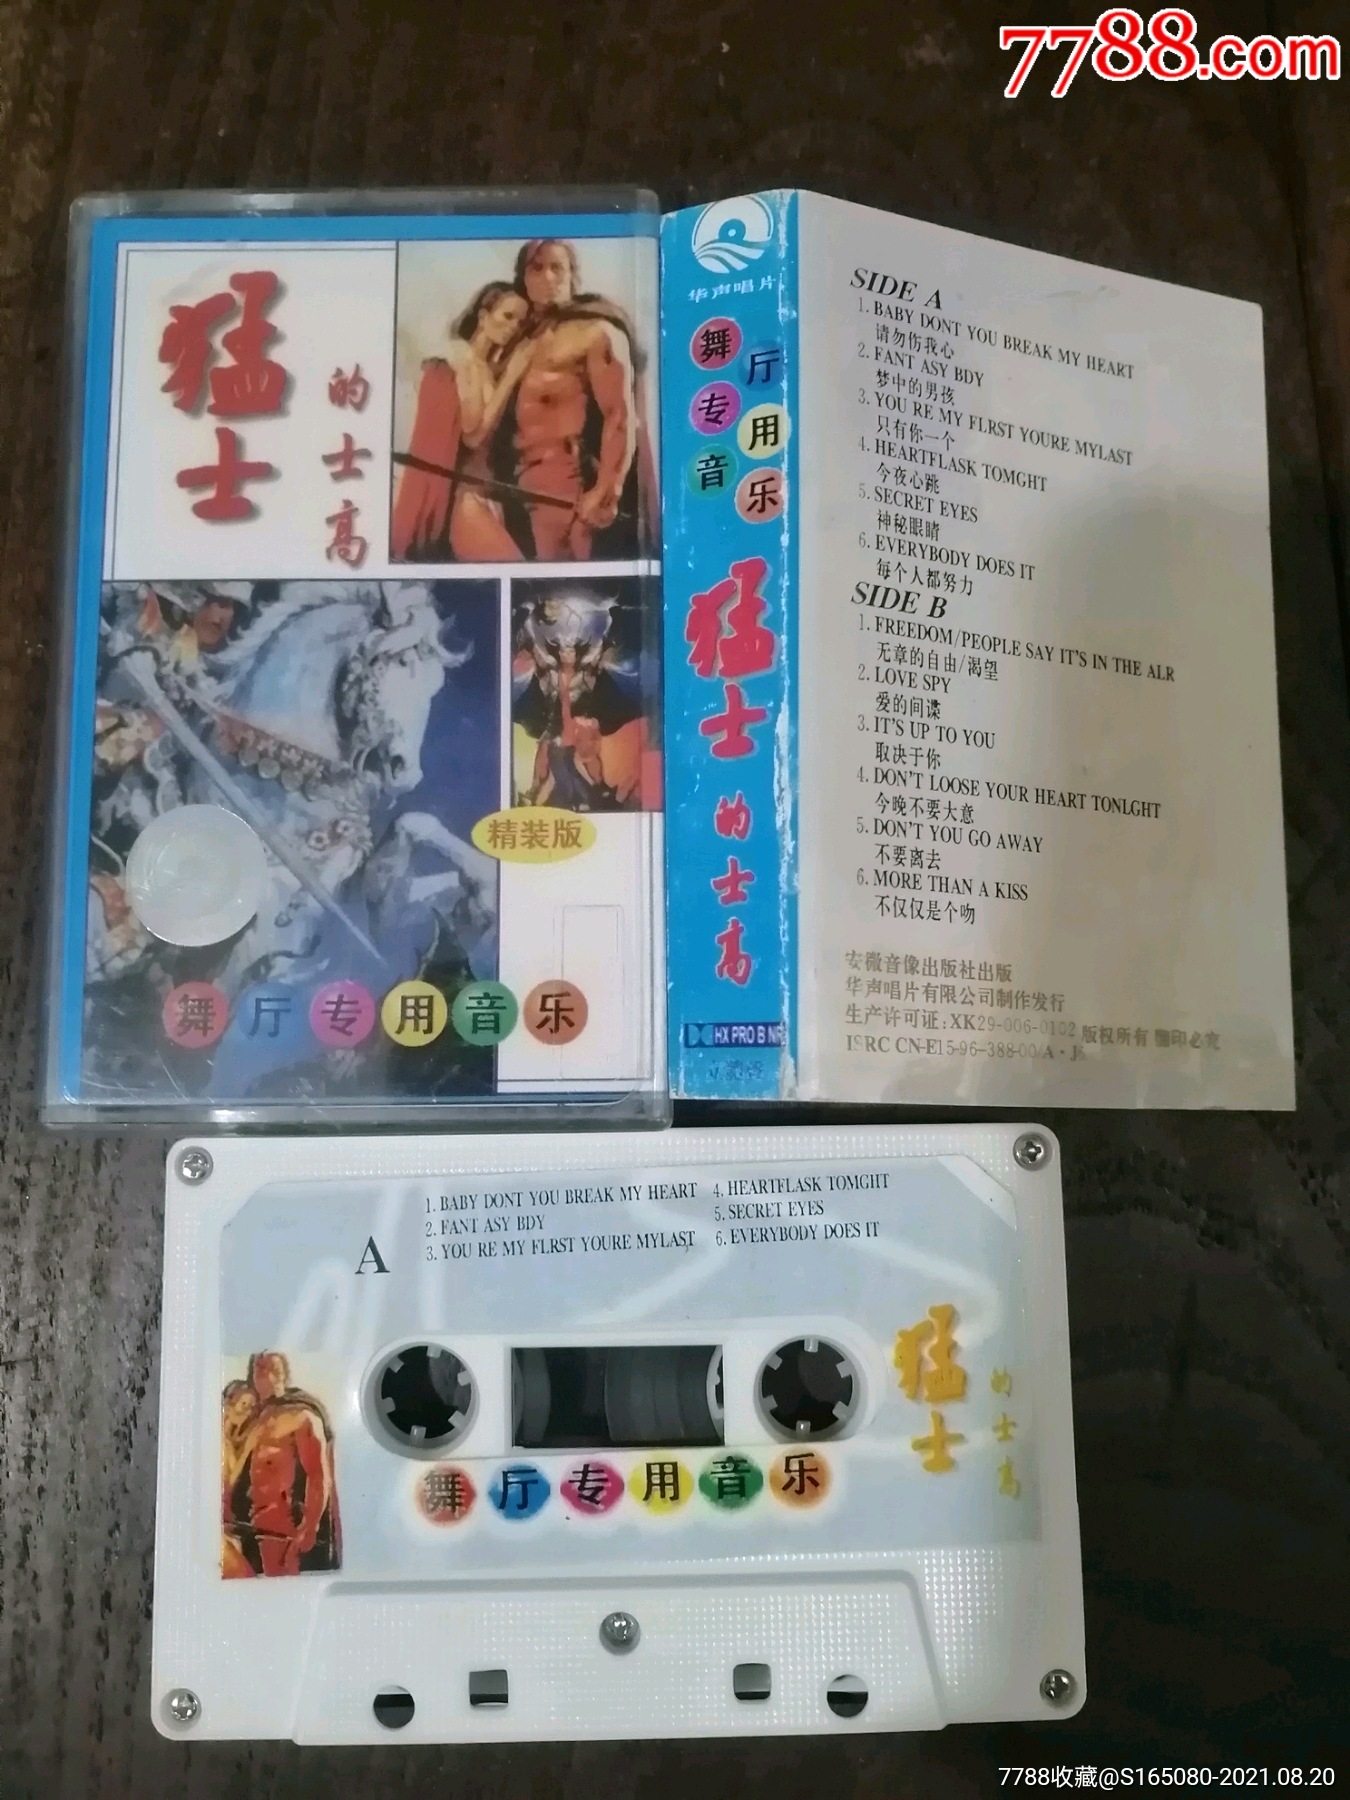 7788.com
猛士
的士高
精装版
舞厅专用音乐
华声唱片
舞厅专用音乐
猛士的士高
HX PRO B NR
立体声
SIDE A
1. BABY DONT YOU BREAK MY HEART
请勿伤我心
2. FANT ASY BDY
梦中的男孩
3. YOU RE MY FLRST YOURE MYLAST
只有你一个
4. HEARTFLASK TOMGHT
今夜心跳
5. SECRET EYES
神秘眼睛
6. EVERYBODY DOES IT
每个人都努力
SIDE B
1. FREEDOM/PEOPLE SAY IT'S IN THE ALR
无章的自由/渴望
2. LOVE SPY
爱的间谍
3. IT'S UP TO YOU
取决于你
4. DON'T LOOSE YOUR HEART TONLGHT
今晚不要大意
5. DON'T YOU GO AWAY
不要离去
6. MORE THAN A KISS
不仅仅是个吻
安徽音像出版社出版
华声唱片有限公司制作发行
生产许可证:XK29-006-0102 版权所有 翻印必究
ISRC CN-E15-96-388-00/A·J6
A
1. BABY DONT YOU BREAK MY HEART
2. FANT ASY BDY
3. YOU RE MY FLRST YOURE MYLAST
4. HEARTFLASK TOMGHT
5. SECRET EYES
6. EVERYBODY DOES IT
猛士
的士高
舞厅专用音乐
7788收藏@S165080-2021.08.20